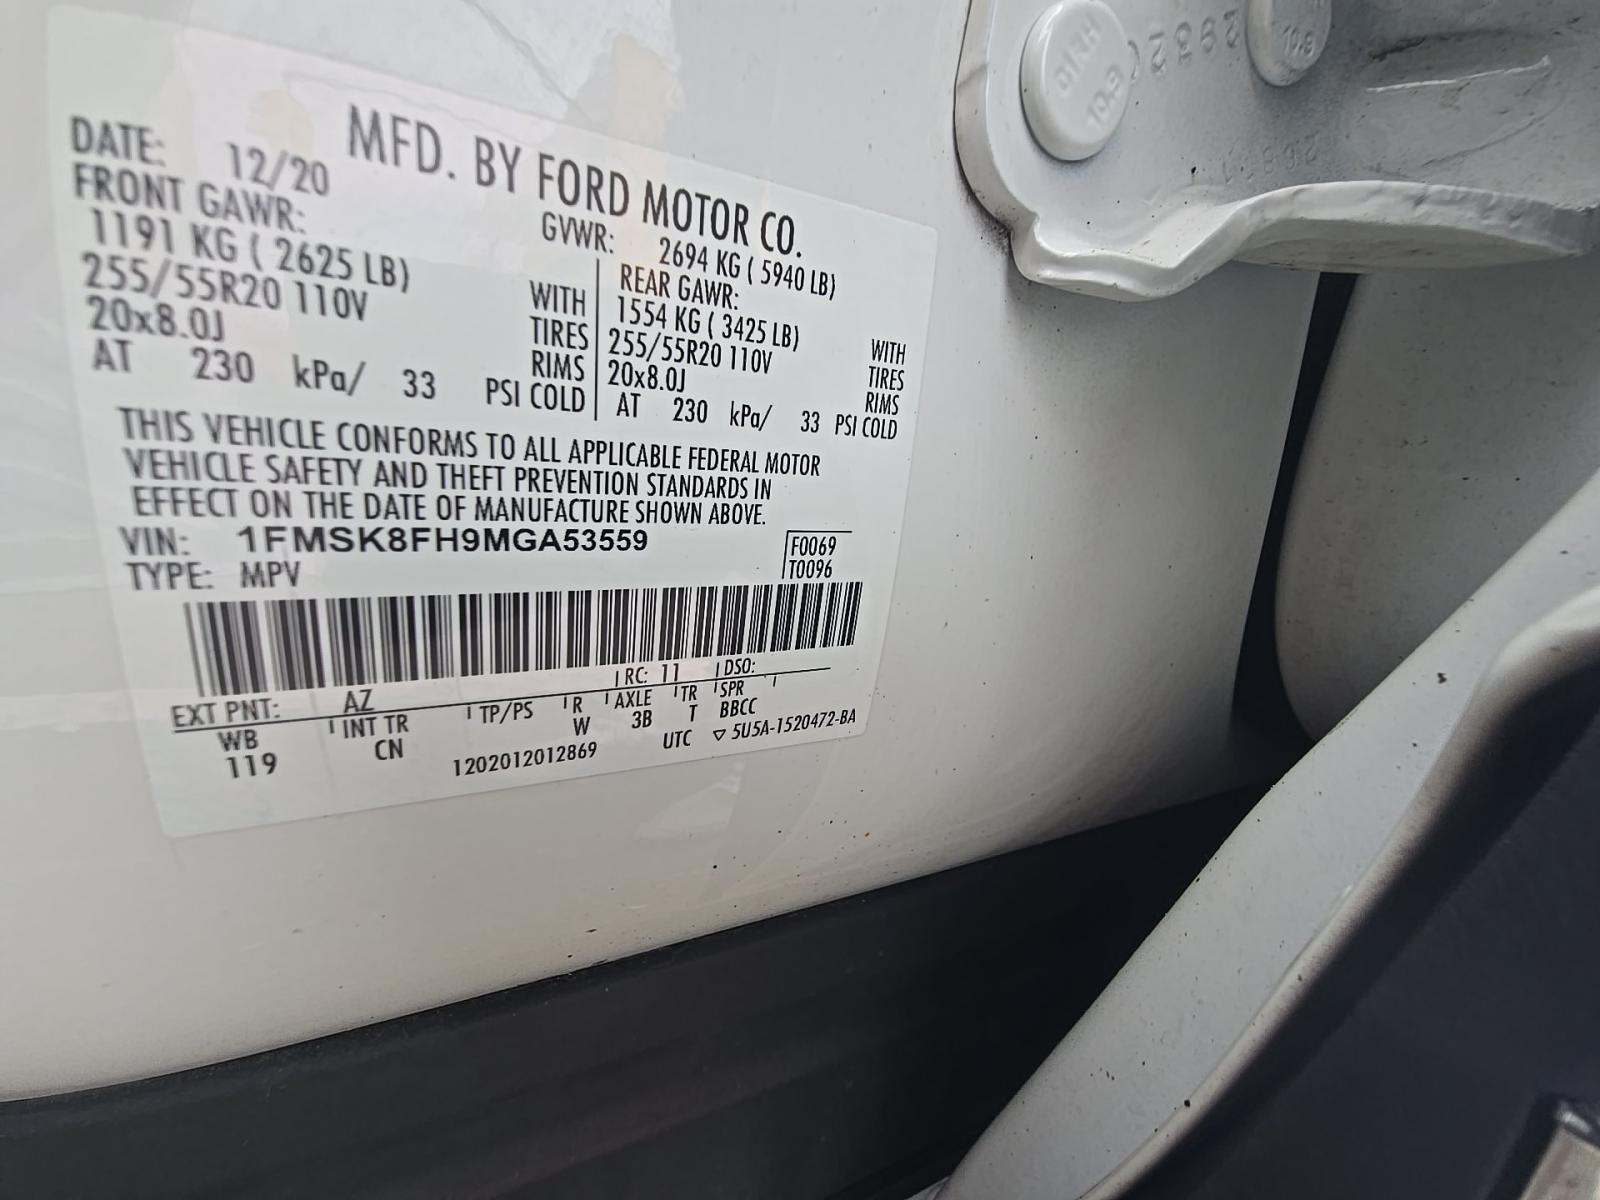 MFD. BY FORD MOTOR CO.
DATE: 12/20
GVWR: 2694 KG ( 5940 LB)
FRONT GAWR:
1191 KG ( 2625 LB) WITH
255/55R20 110V TIRES
20x8.0J RIMS
AT 230 kPa/ 33 PSI COLD
REAR GAWR:
1554 KG ( 3425 LB) WITH
255/55R20 110V TIRES
20x8.0J RIMS
AT 230 kPa/ 33 PSI COLD
THIS VEHICLE CONFORMS TO ALL APPLICABLE FEDERAL MOTOR
VEHICLE SAFETY AND THEFT PREVENTION STANDARDS IN
EFFECT ON THE DATE OF MANUFACTURE SHOWN ABOVE.
VIN: 1FMSK8FH9MGA53559
F0069
TYPE: MPV
T0096
EXT PNT: AZ RC: 11 DSO:
WB INT TR TP/PS R AXLE TR SPR
119 CN W 3B T BBCC
1202012012869 UTC ▽ 5U5A-1520472-BA
10.9
10.9